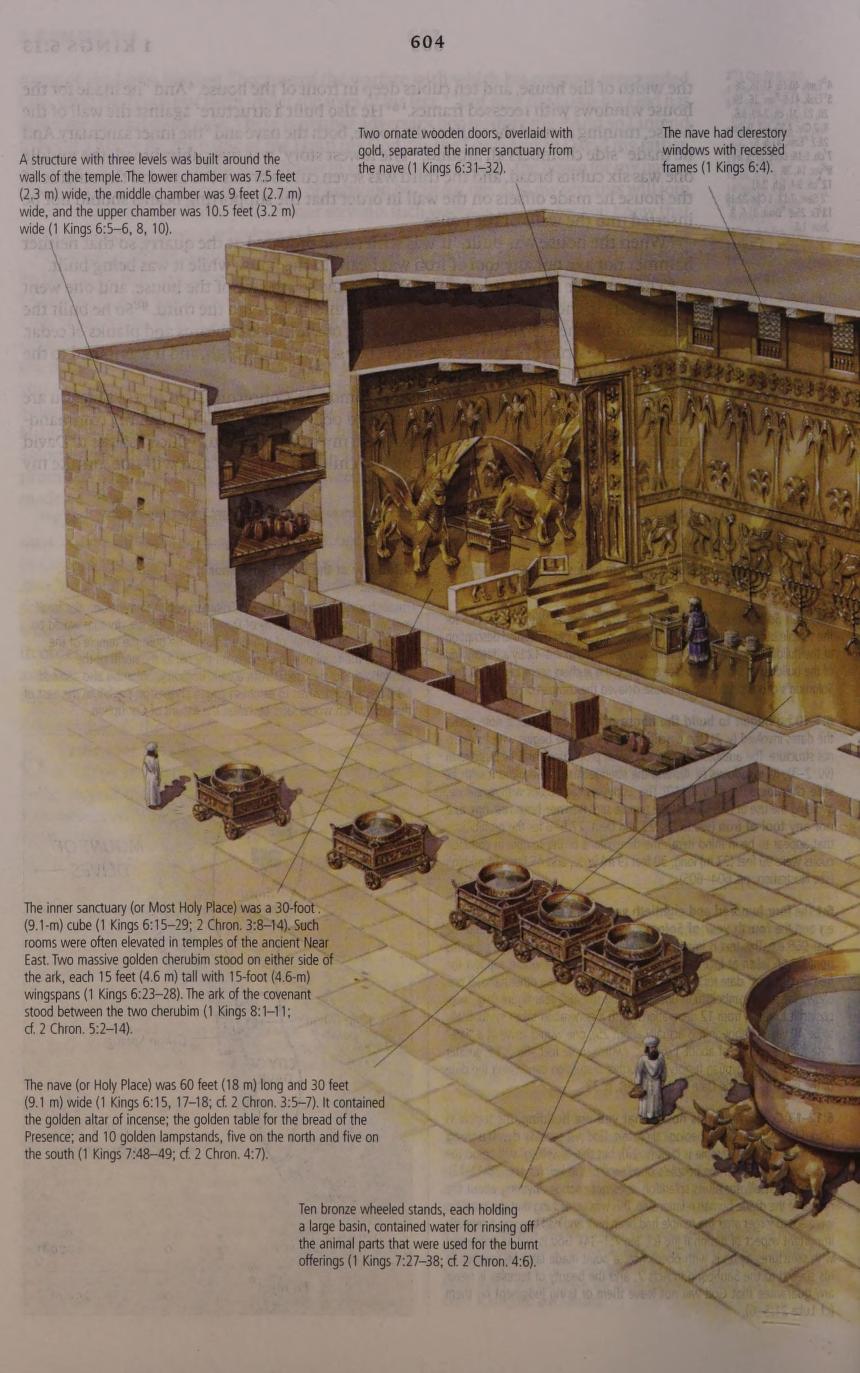 604
A structure with three levels was built around the
walls of the temple. The lower chamber was 7.5 feet
(2.3 m) wide, the middle chamber was 9 feet (2.7 m)
wide, and the upper chamber was 10.5 feet (3.2 m)
wide (1 Kings 6:5–6, 8, 10).
Two ornate wooden doors, overlaid with
gold, separated the inner sanctuary from
the nave (1 Kings 6:31–32).
The nave had clerestory
windows with recessed
frames (1 Kings 6:4).
The inner sanctuary (or Most Holy Place) was a 30-foot
(9.1-m) cube (1 Kings 6:15–29; 2 Chron. 3:8–14). Such
rooms were often elevated in temples of the ancient Near
East. Two massive golden cherubim stood on either side of
the ark, each 15 feet (4.6 m) tall with 15-foot (4.6-m)
wingspans (1 Kings 6:23–28). The ark of the covenant
stood between the two cherubim (1 Kings 8:1–11;
cf. 2 Chron. 5:2–14).
The nave (or Holy Place) was 60 feet (18 m) long and 30 feet
(9.1 m) wide (1 Kings 6:15, 17–18; cf. 2 Chron. 3:5–7). It contained
the golden altar of incense; the golden table for the bread of the
Presence; and 10 golden lampstands, five on the north and five on
the south (1 Kings 7:48–49; cf. 2 Chron. 4:7).
Ten bronze wheeled stands, each holding
a large basin, contained water for rinsing off
the animal parts that were used for the burnt
offerings (1 Kings 7:27–38; cf. 2 Chron. 4:6).